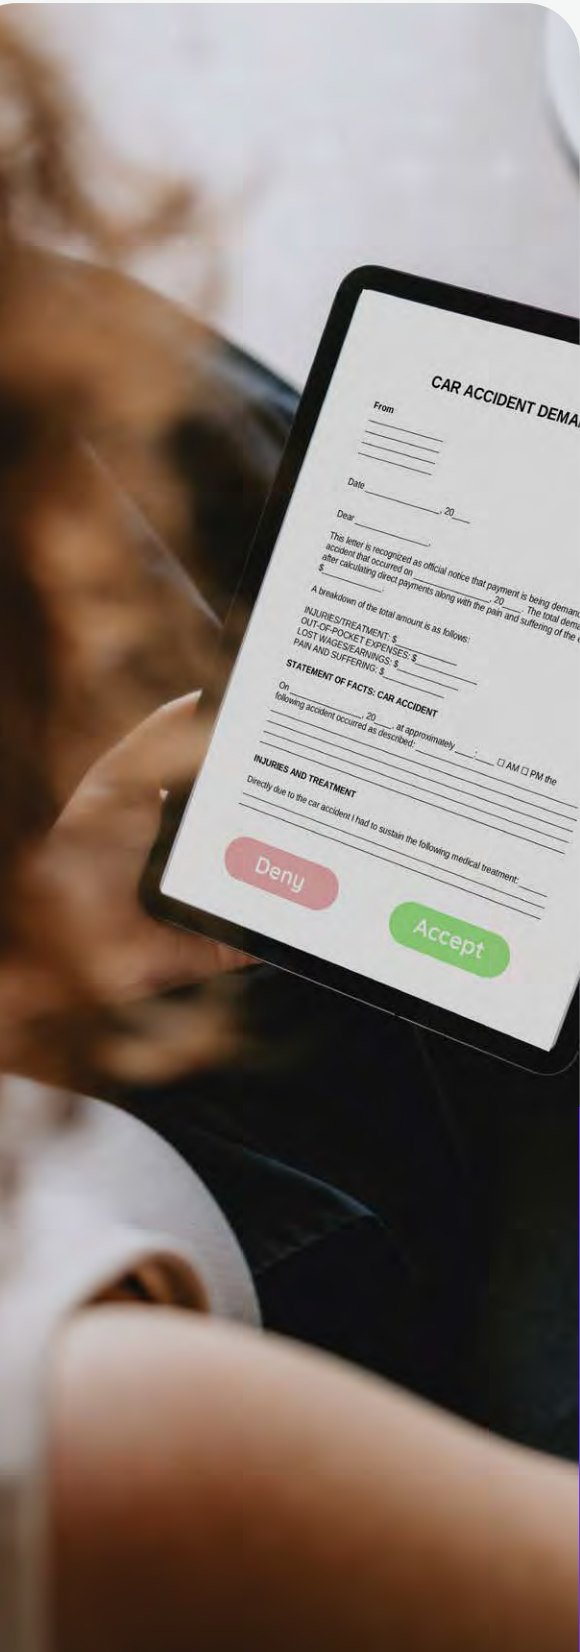 CAR ACCIDENT DEMA
From
Date , 20
Dear .
This letter is recognized as official notice that payment is being deman
accident that occurred on , 20 . The total dema
after calculating direct payments along with the pain and suffering of the
$ .
A breakdown of the total amount is as follows:
INJURIES/TREATMENT: $
OUT-OF-POCKET EXPENSES: $
LOST WAGES/EARNINGS: $
PAIN AND SUFFERING: $
STATEMENT OF FACTS: CAR ACCIDENT
On , 20 , at approximately : ☐ AM ☐ PM the
following accident occurred as described:
INJURIES AND TREATMENT
Directly due to the car accident I had to sustain the following medical treatment:
Deny
Accept